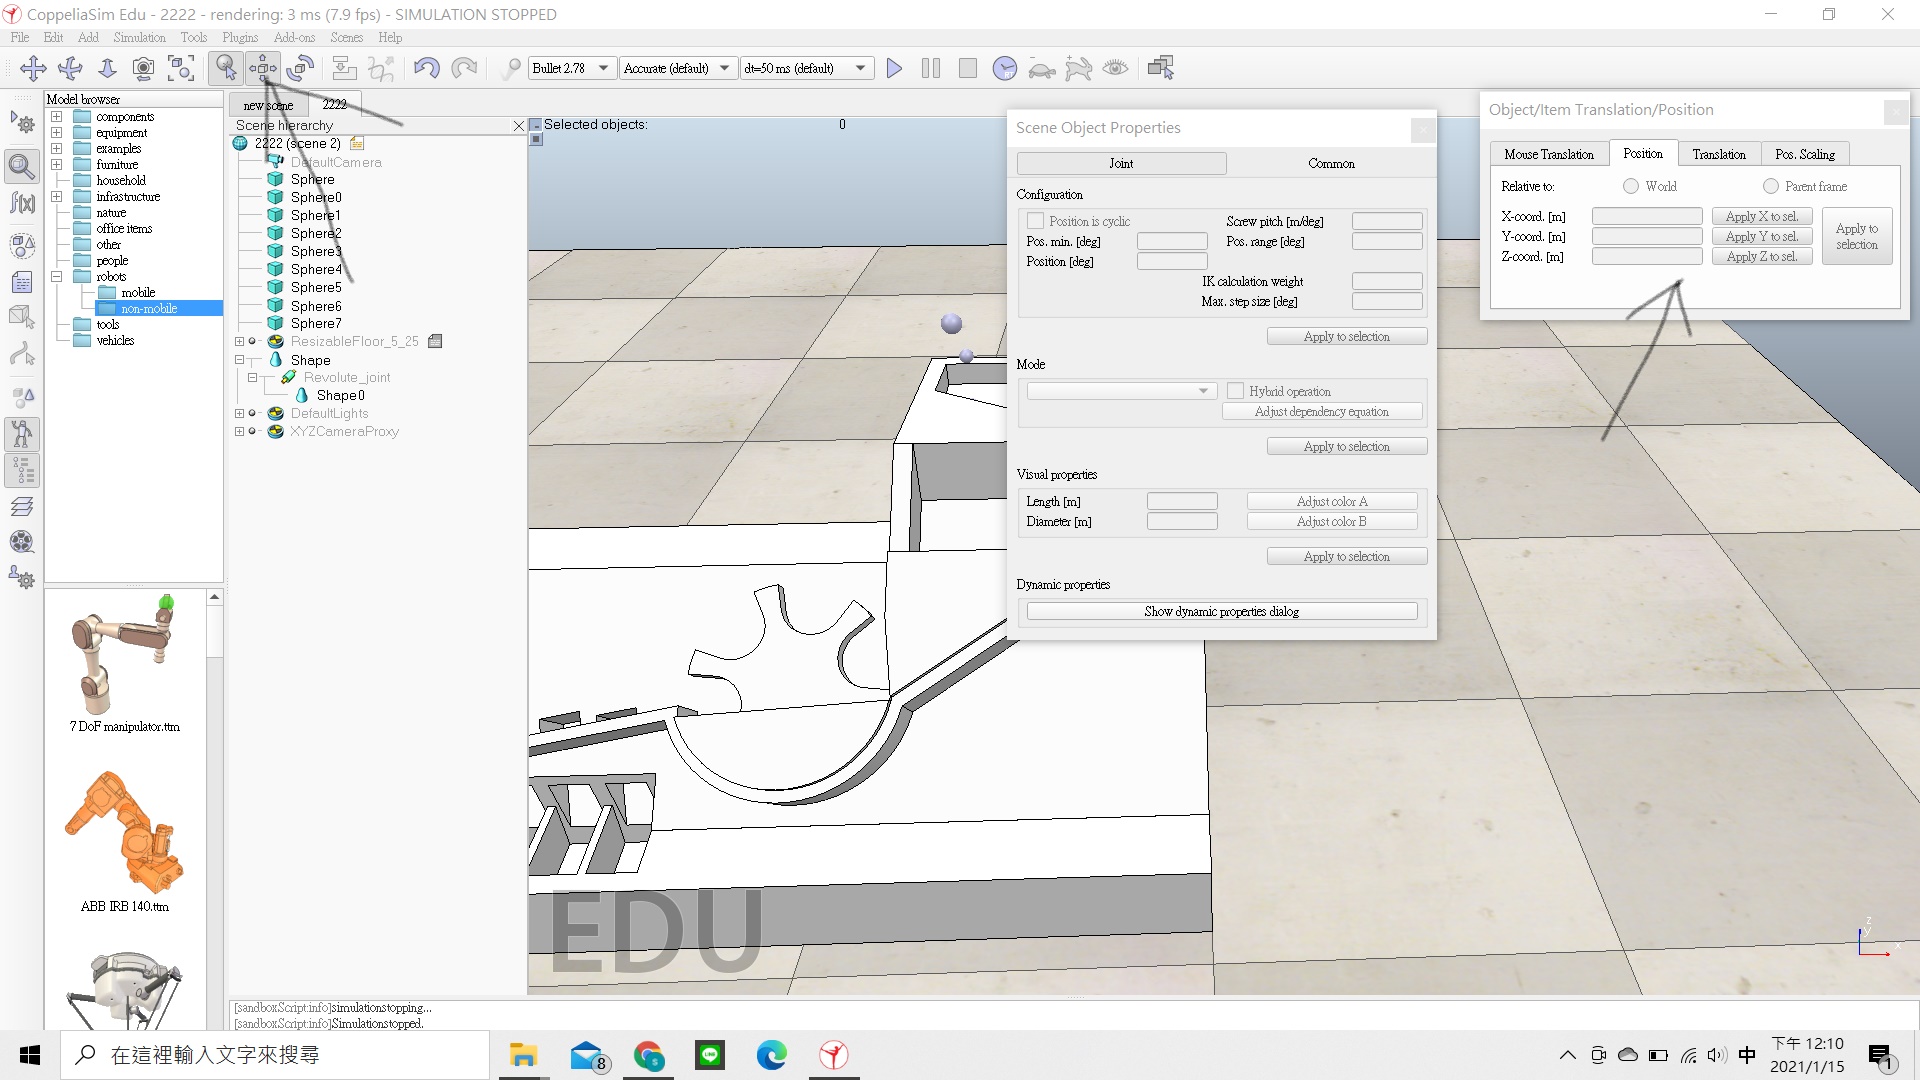 CoppeliaSim Edu - 2222 - rendering: 3 ms (7.9 fps) - SIMULATION STOPPED
File Edit Add Simulation Tools Plugins Add-ons Scenes Help
Bullet 2.78 Accurate (default) dt=50 ms (default)
Model browser
components
equipment
examples
furniture
household
infrastructure
nature
office items
other
people
robots
mobile
non-mobile
tools
vehicles
7 DoF manipulator.ttm
ABB IRB 140.ttm
new scene 2222
Scene hierarchy
2222 (scene 2)
DefaultCamera
Sphere
Sphere0
Sphere1
Sphere2
Sphere3
Sphere4
Sphere5
Sphere6
Sphere7
ResizableFloor_5_25
Shape
Revolute_joint
Shape0
DefaultLights
XYZCameraProxy
Selected objects: 0
EDU
Scene Object Properties
Joint Common
Configuration
Position is cyclic Screw pitch [m/deg]
Pos. min. [deg] Pos. range [deg]
Position [deg]
IK calculation weight
Max. step size [deg]
Apply to selection
Mode
Hybrid operation
Adjust dependency equation
Apply to selection
Visual properties
Length [m] Adjust color A
Diameter [m] Adjust color B
Apply to selection
Dynamic properties
Show dynamic properties dialog
Object/Item Translation/Position
Mouse Translation Position Translation Pos. Scaling
Relative to: World Parent frame
X-coord. [m] Apply X to sel.
Y-coord. [m] Apply Y to sel.
Z-coord. [m] Apply Z to sel.
Apply to
selection
z
y
x
[sandboxScript:info]simulationstopping...
[sandboxScript:info]Simulationstopped.
在這裡輸入文字來搜尋
8
中
下午 12:10
2021/1/15
1